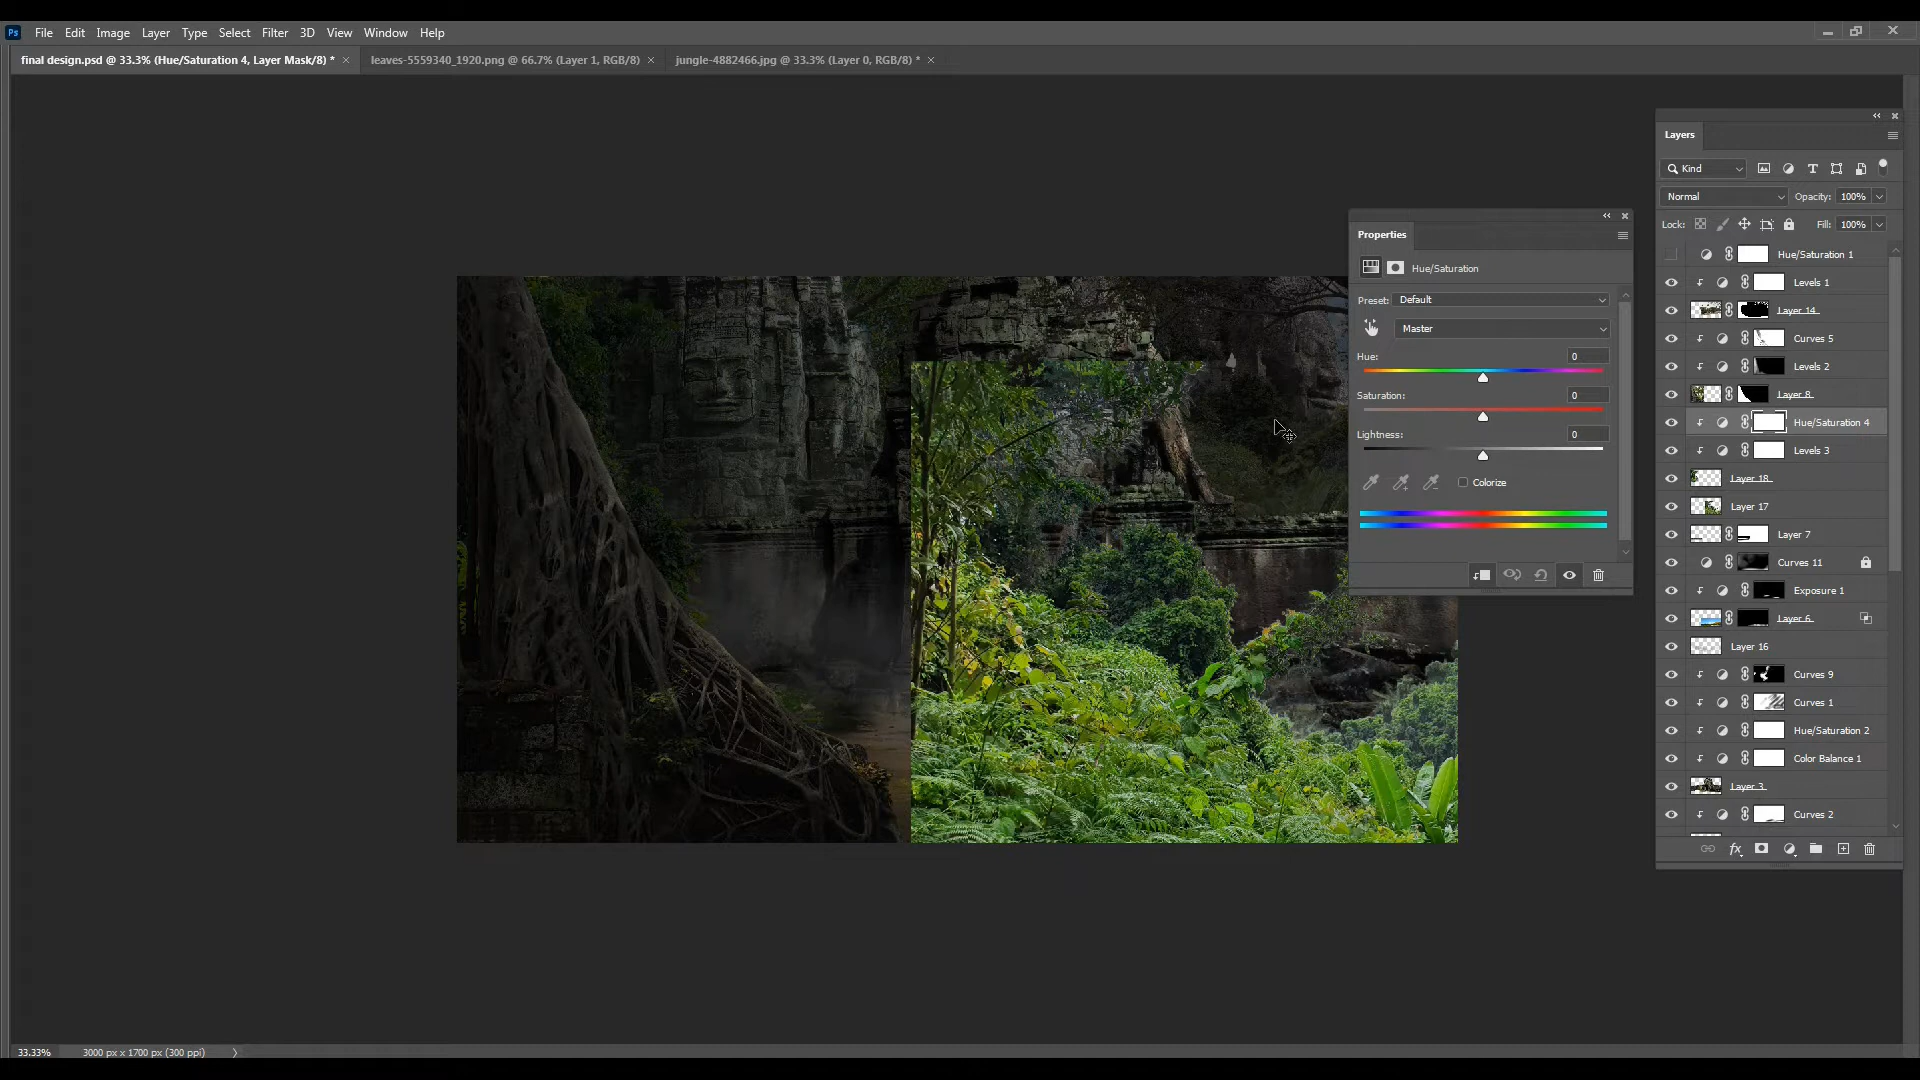 Ps File Edit Image Layer Type Select Filter 3D View Window Help
final design.psd @ 33.3% (Hue/Saturation 4, Layer Mask/8) * × leaves-5559340_1920.png @ 66.7% (Layer 1, RGB/8) × jungle-4882466.jpg @ 33.3% (Layer 0, RGB/8) * ×
Properties
Hue/Saturation
Preset: Default
Master
Hue: 0
Saturation: 0
Lightness: 0
Colorize
Layers
Kind
Normal Opacity: 100%
Lock: Fill: 100%
Hue/Saturation 1
Levels 1
Layer 14
Curves 5
Levels 2
Layer 8
Hue/Saturation 4
Levels 3
Layer 18
Layer 17
Layer 7
Curves 11
Exposure 1
Layer 6
Layer 16
Curves 9
Curves 1
Hue/Saturation 2
Color Balance 1
Layer 3
Curves 2
fx
33.33% 3000 px x 1700 px (300 ppi)